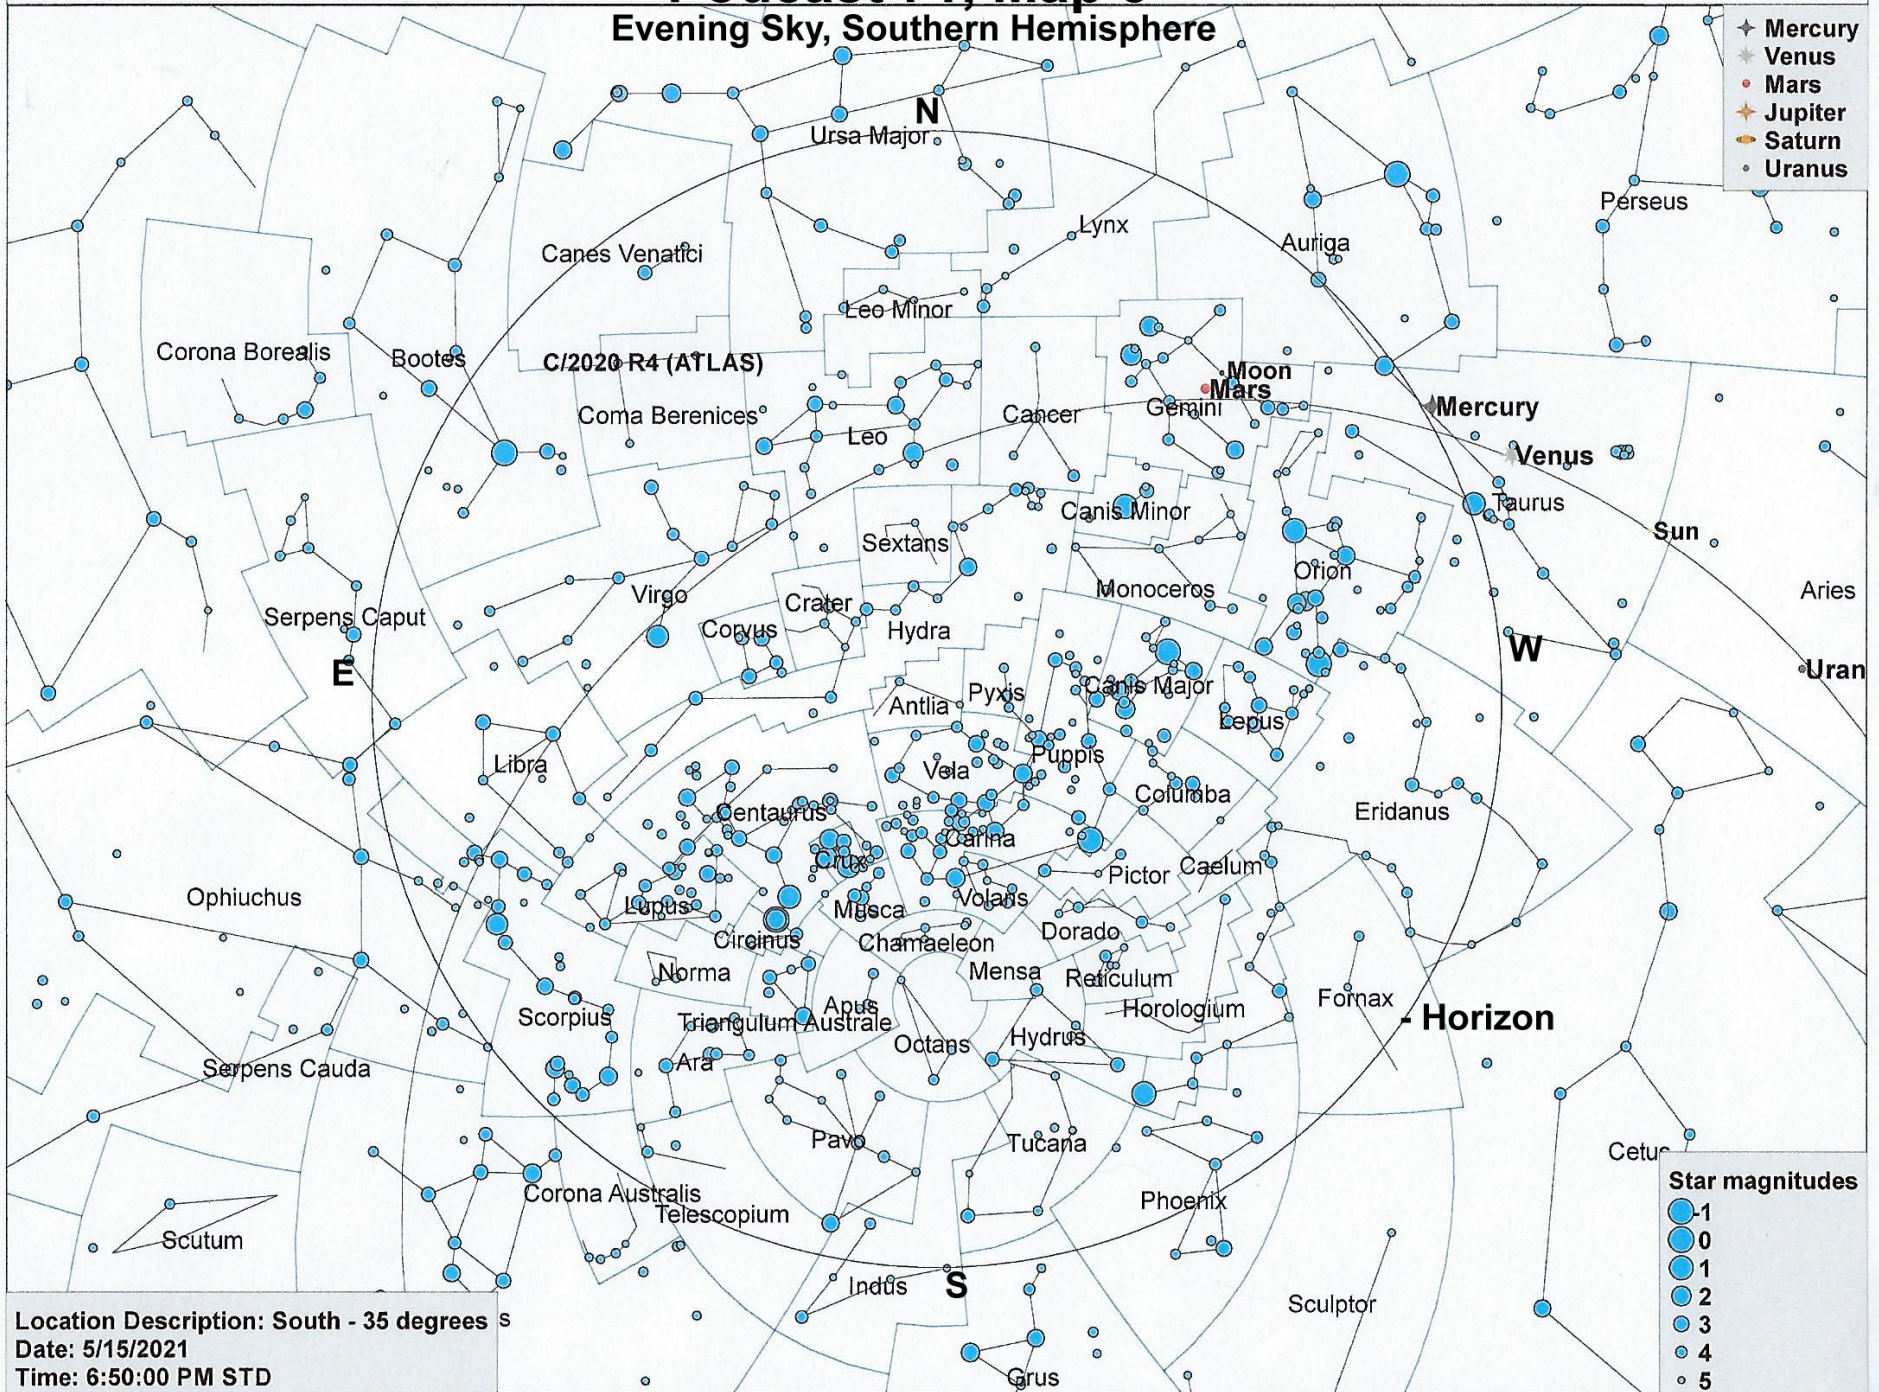 Podcast 11, Map 6
Evening Sky, Southern Hemisphere
Mercury
Venus
Mars
Jupiter
Saturn
Uranus
N
Ursa Major
Perseus
Lynx
Auriga
Canes Venatici
Leo Minor
Corona Borealis
Bootes
C/2020 R4 (ATLAS)
Moon
Mars
Mercury
Coma Berenices
Cancer
Gemini
Leo
Venus
Taurus
Canis Minor
Sun
Sextans
Orion
Monoceros
Aries
Virgo
Crater
Serpens Caput
Corvus
Hydra
E
W
Uran
Pyxis
Canis Major
Antlia
Lepus
Libra
Vela
Puppis
Columba
Centaurus
Eridanus
Carina
Crux
Pictor
Caelum
Ophiuchus
Lupus
Musca
Volans
Circinus
Chamaeleon
Dorado
Norma
Mensa
Reticulum
Fornax
Apus
Horologium
Scorpius
Triangulum Australe
- Horizon
Octans
Hydrus
Ara
Serpens Cauda
Pavo
Tucana
Cetus
Corona Australis
Telescopium
Phoenix
Scutum
Indus
S
Sculptor
Grus
s
Star magnitudes
-1
0
1
2
3
4
5
Location Description: South - 35 degrees
Date: 5/15/2021
Time: 6:50:00 PM STD